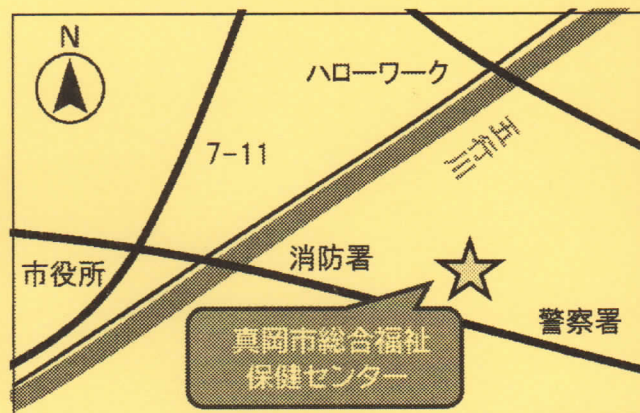 N
ハローワーク
五行川
7-11
消防署
市役所
警察署
真岡市総合福祉
保健センター